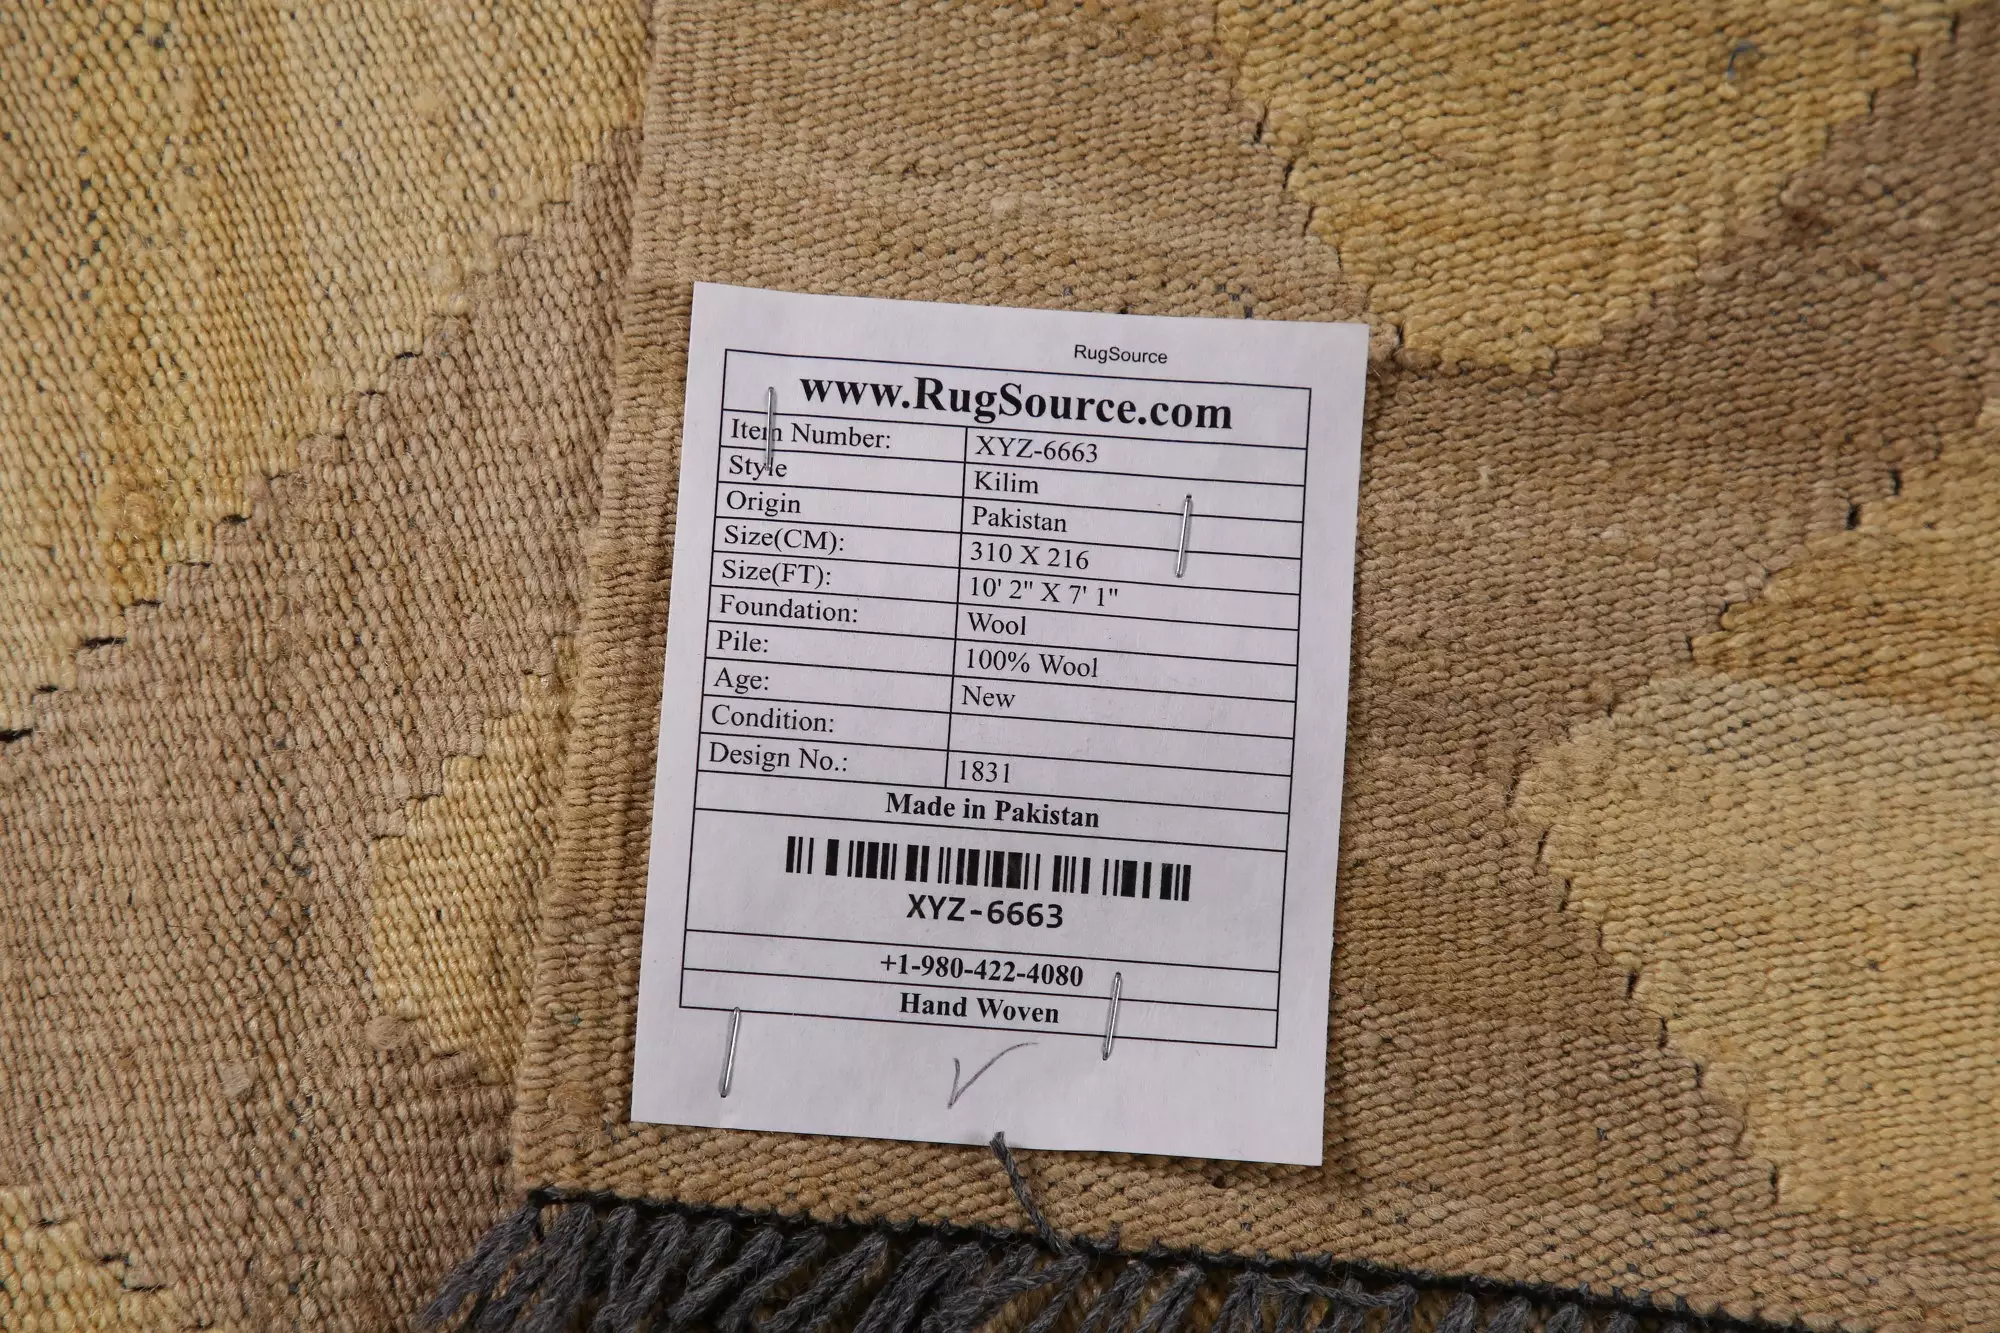 RugSource
www.RugSource.com
Item Number: XYZ-6663
Style Kilim
Origin Pakistan
Size(CM): 310 X 216
Size(FT): 10' 2" X 7' 1"
Foundation: Wool
Pile: 100% Wool
Age: New
Condition:
Design No.: 1831
Made in Pakistan
XYZ-6663
+1-980-422-4080
Hand Woven